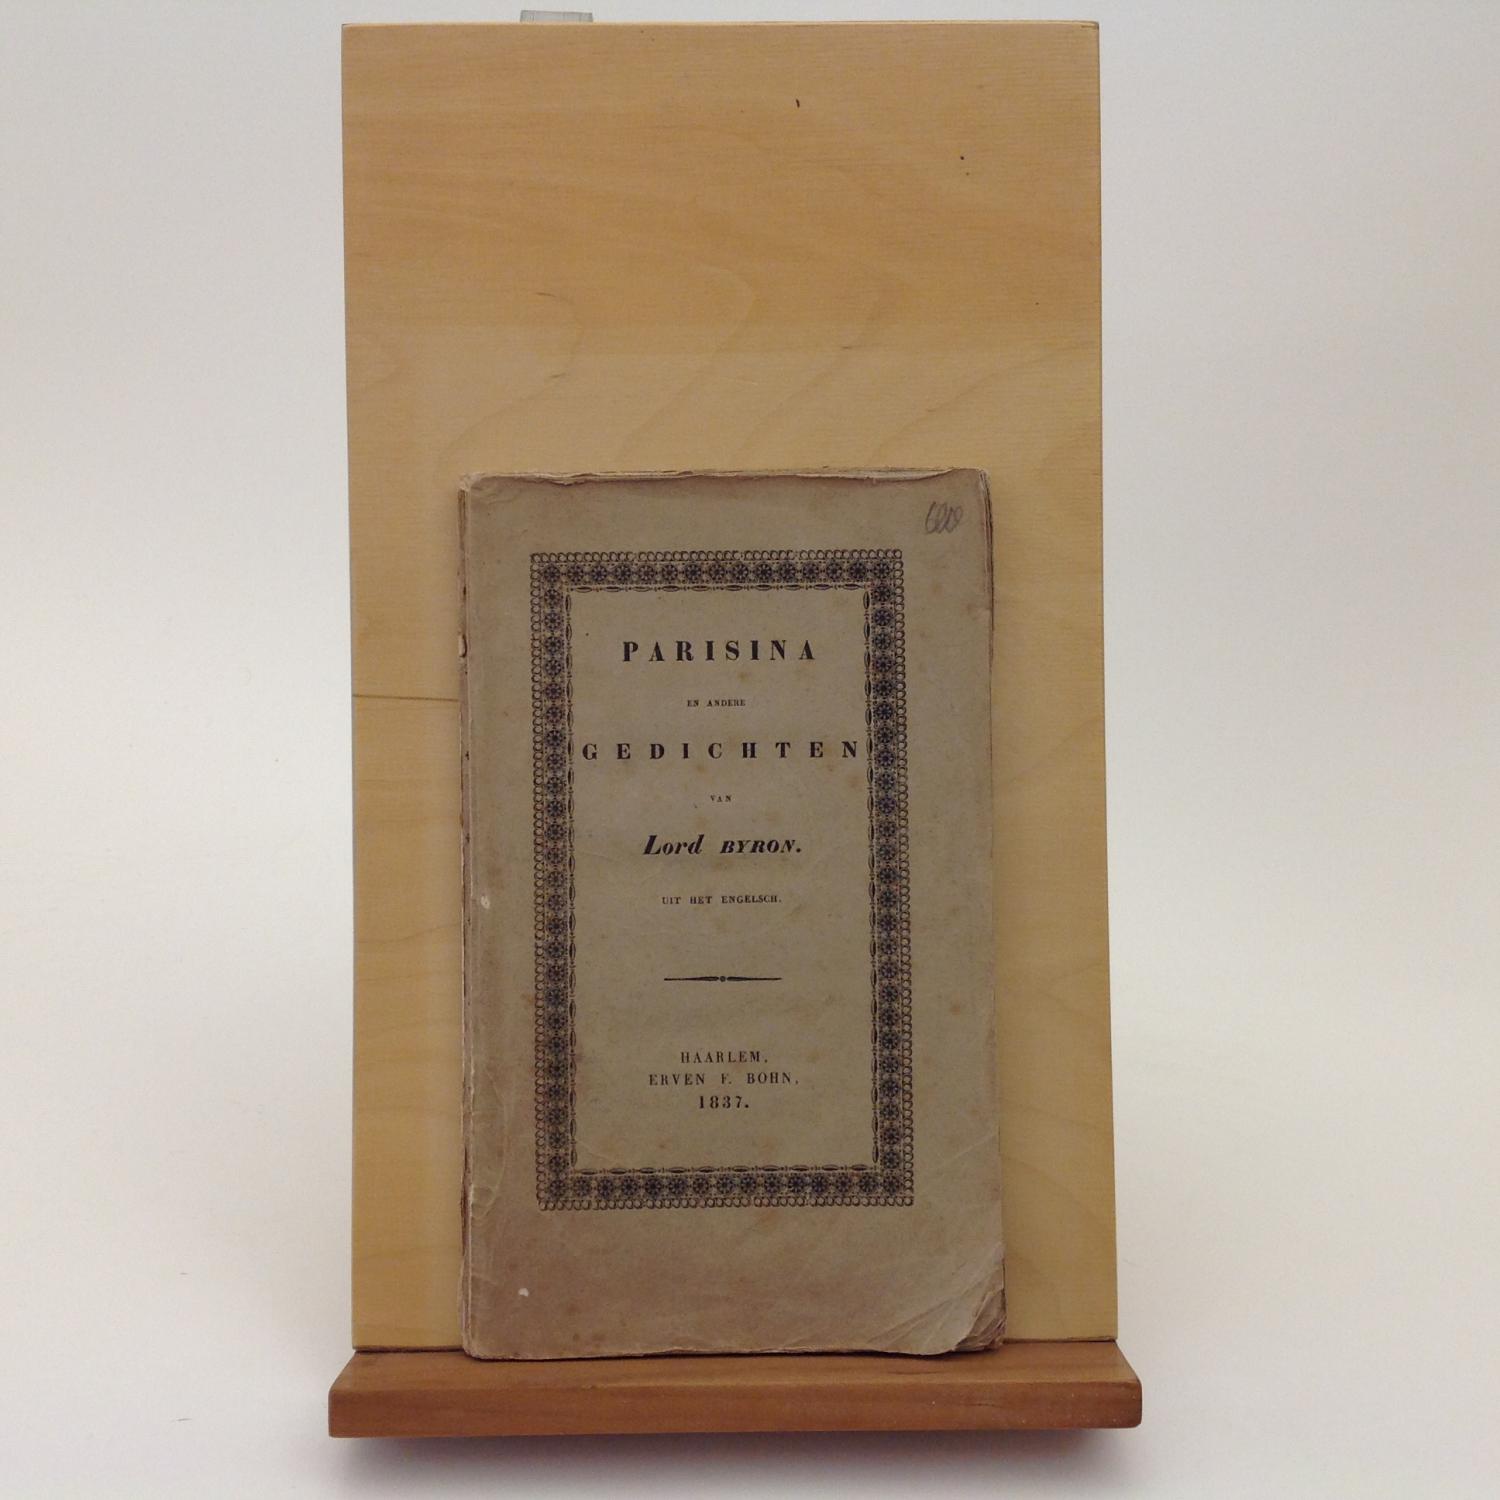 PARISINA
EN ANDERE
GEDICHTEN
VAN
Lord BYRON.
UIT HET ENGELSCH.
HAARLEM,
ERVEN F. BOHN,
1837.